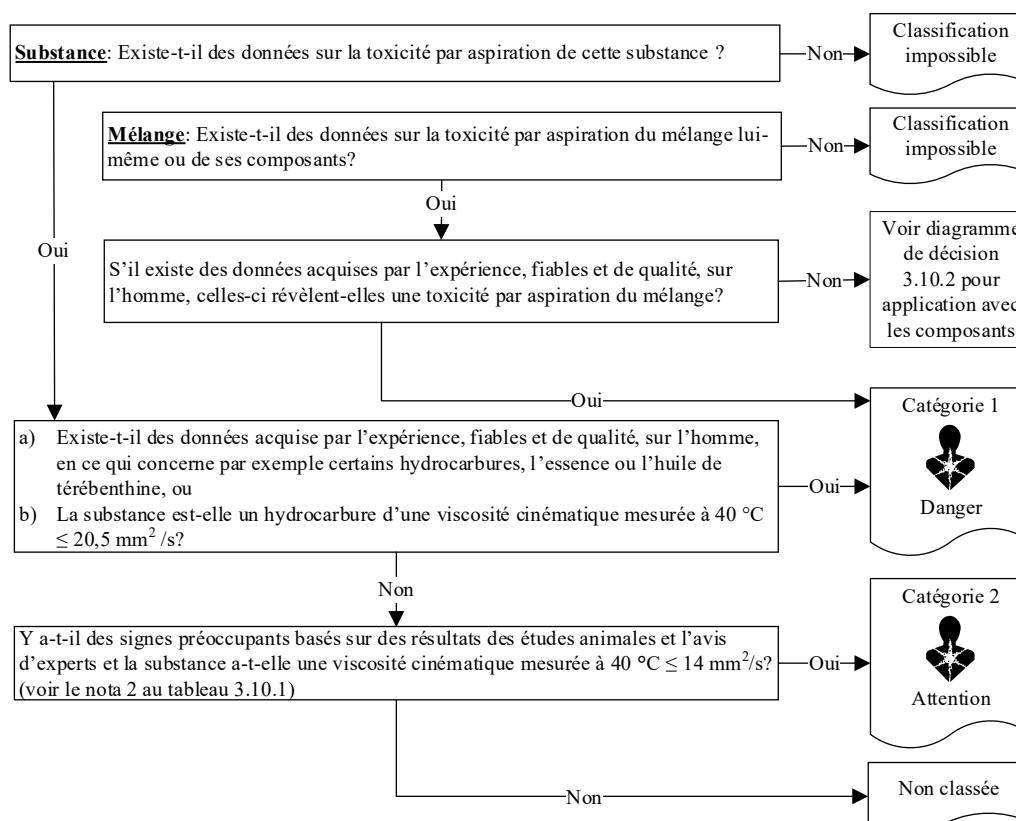 Substance: Existe-t-il des données sur la toxicité par aspiration de cette substance ?
Non
Classification
impossible
Mélange: Existe-t-il des données sur la toxicité par aspiration du mélange lui-
même ou de ses composants?
Non
Classification
impossible
Oui
Oui
S’il existe des données acquises par l’expérience, fiables et de qualité, sur
l’homme, celles-ci révèlent-elles une toxicité par aspiration du mélange?
Non
Voir diagramme
de décision
3.10.2 pour
application avec
les composants
Oui
Catégorie 1
Danger
a) Existe-t-il des données acquise par l’expérience, fiables et de qualité, sur l’homme,
en ce qui concerne par exemple certains hydrocarbures, l’essence ou l’huile de
térébenthine, ou
b) La substance est-elle un hydrocarbure d’une viscosité cinématique mesurée à 40 °C
≤ 20,5 mm² /s?
Oui
Non
Y a-t-il des signes préoccupants basés sur des résultats des études animales et l’avis
d’experts et la substance a-t-elle une viscosité cinématique mesurée à 40 °C ≤ 14 mm²/s?
(voir le nota 2 au tableau 3.10.1)
Oui
Catégorie 2
Attention
Non
Non classée